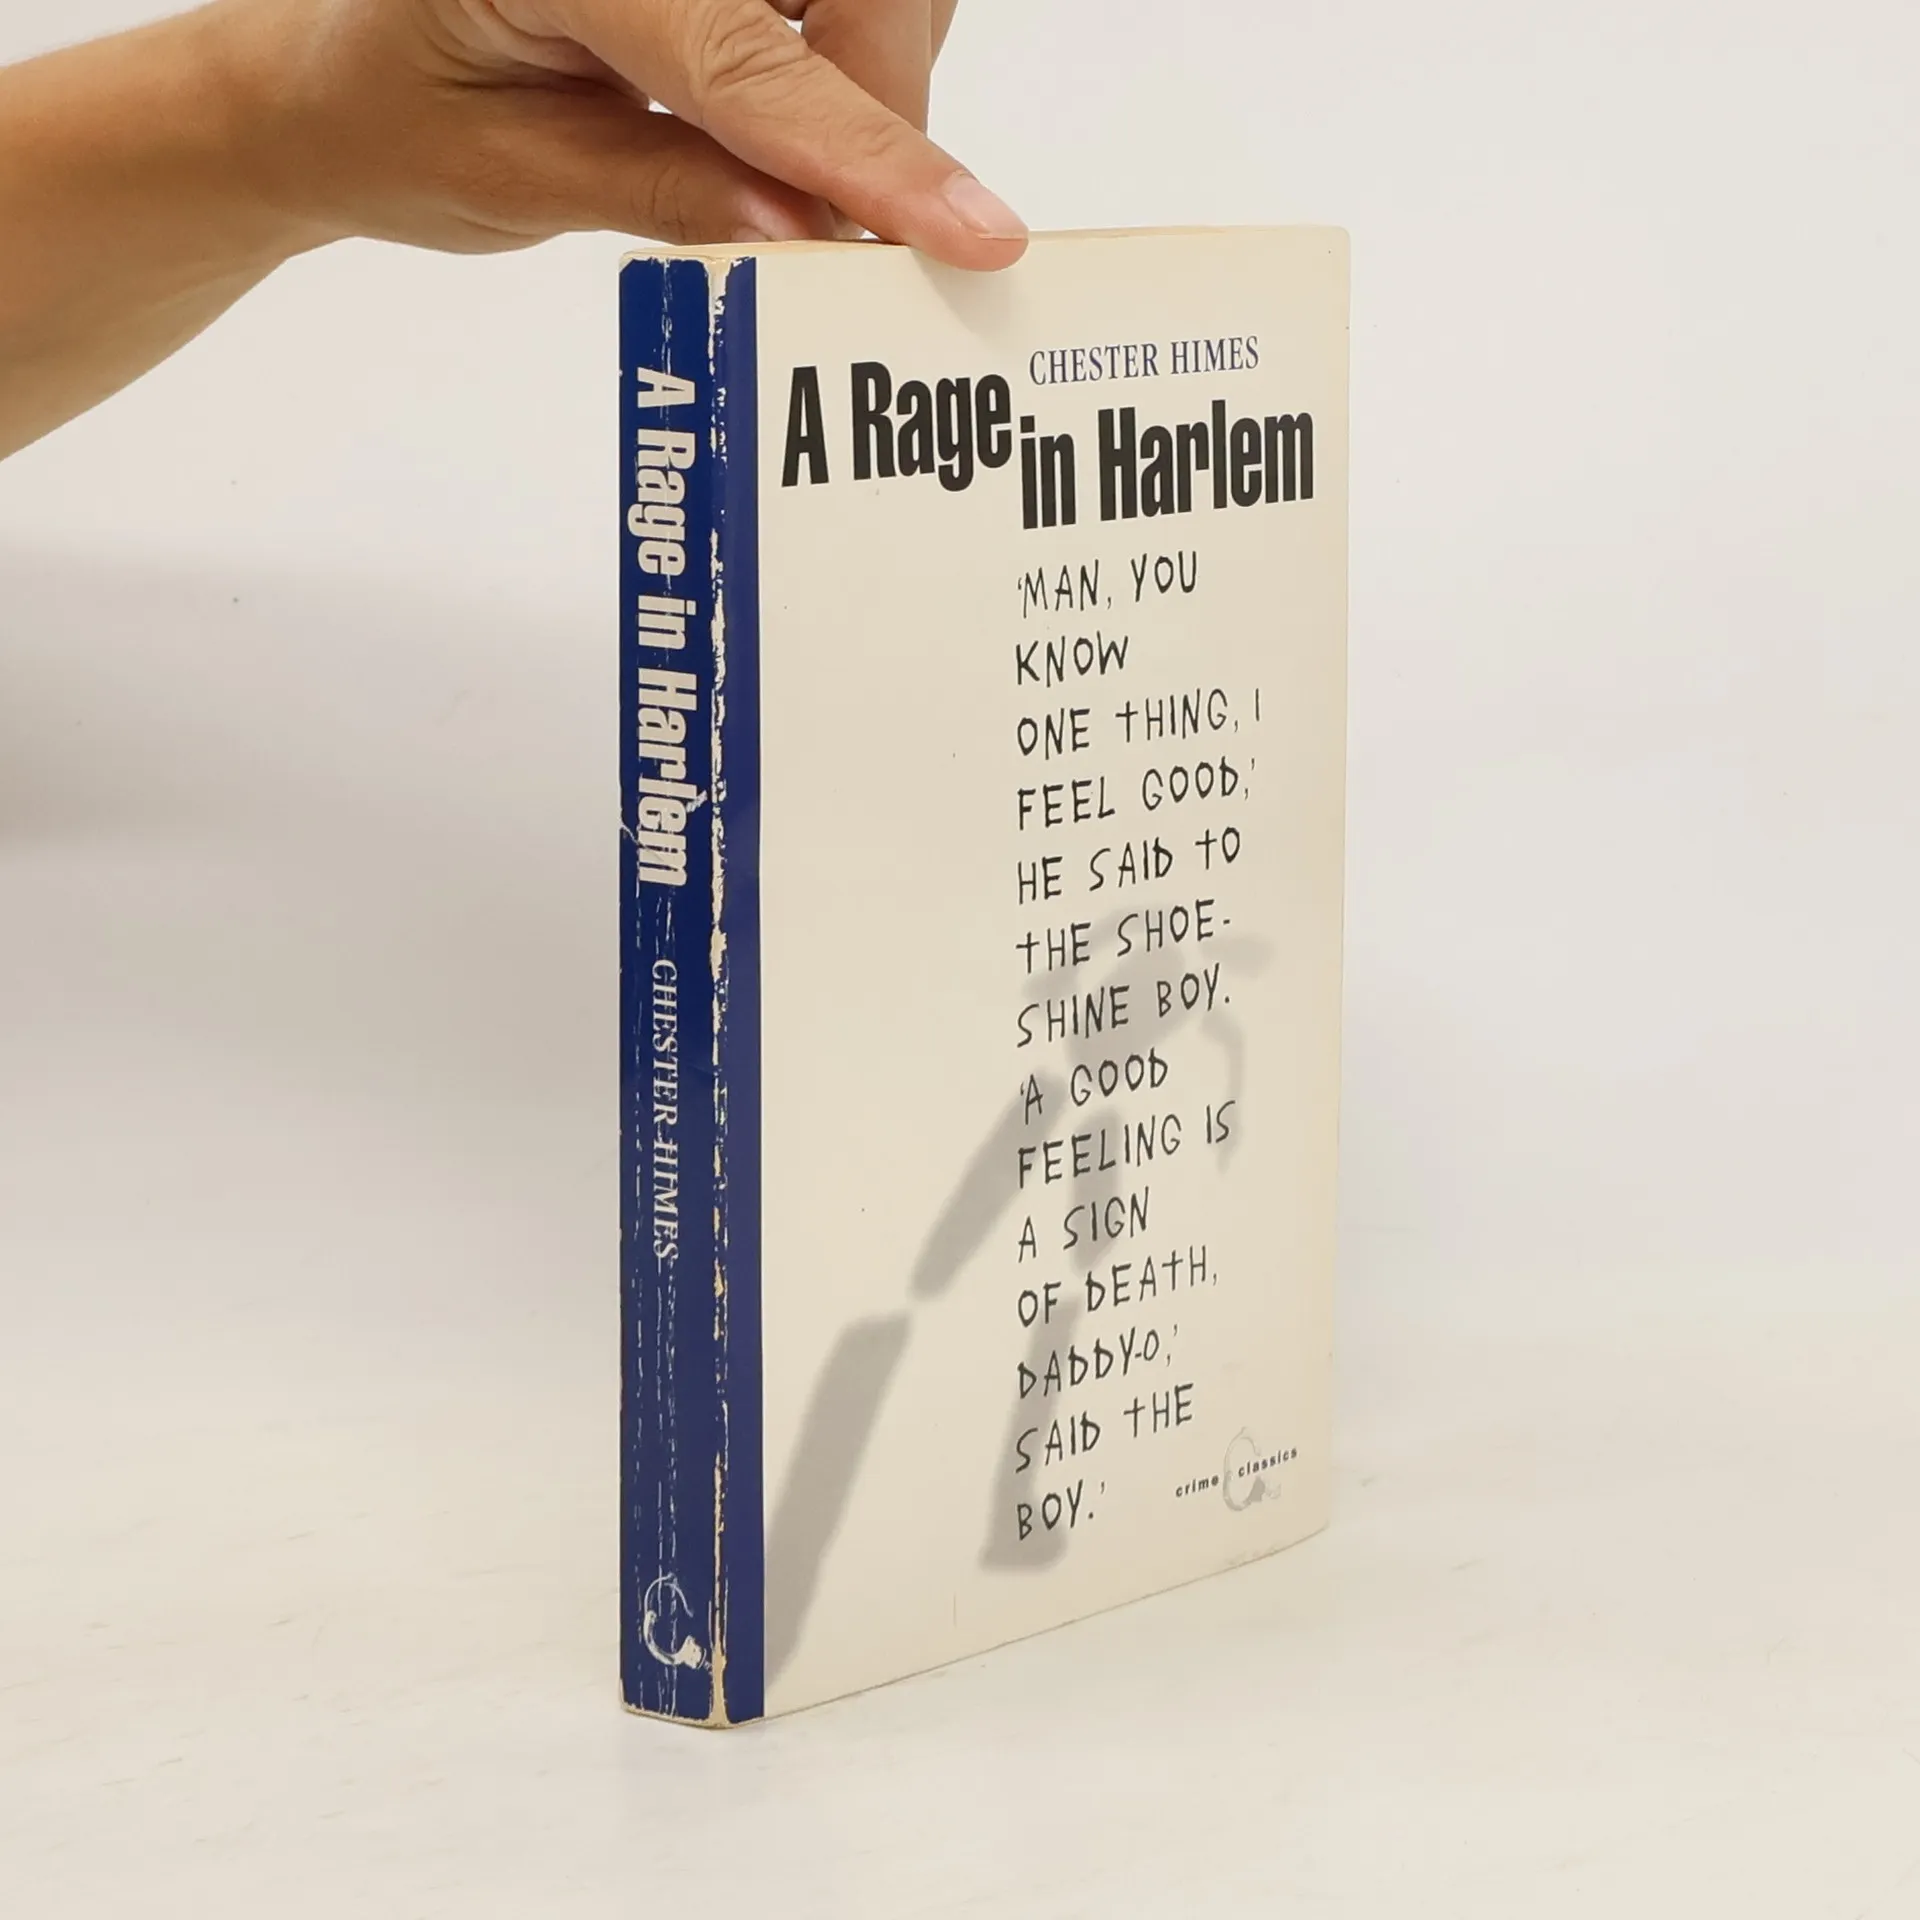 A Rage in Harlem CHESTER HIMES
CHESTER HIMES
A Rage
in Harlem
'MAN, YOU
KNOW
ONE THING, I
FEEL GOOD,'
HE SAID TO
THE SHOE-
SHINE BOY.
'A GOOD
FEELING IS
A SIGN
OF DEATH,
DADDY-O,'
SAID THE
BOY.'
crime classics